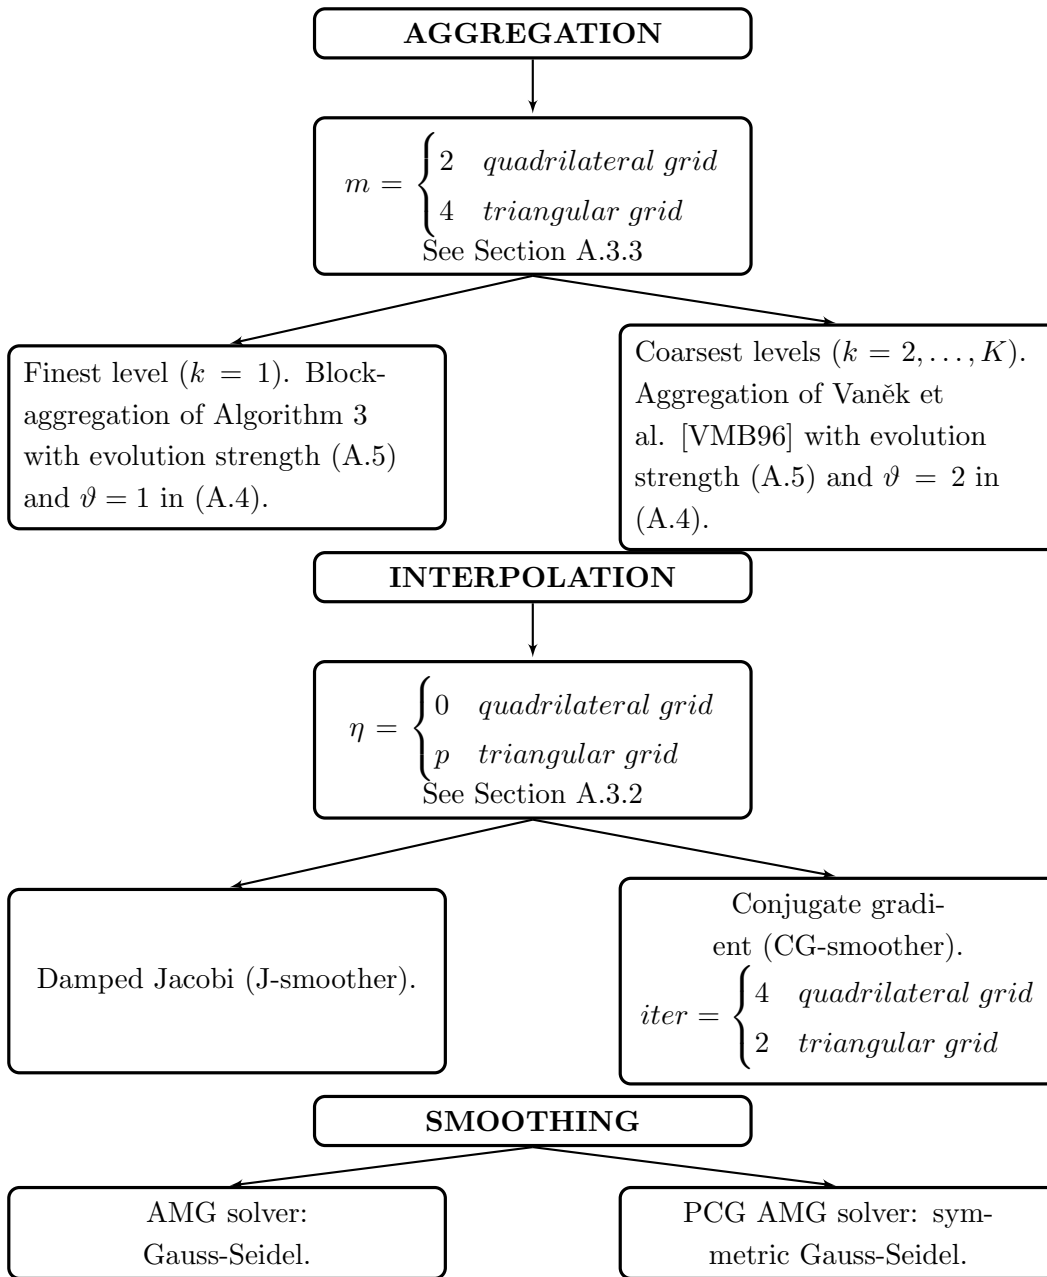 AGGREGATION
m = { 2 quadrilateral grid
4 triangular grid
See Section A.3.3
Finest level (k = 1). Block-
aggregation of Algorithm 3
with evolution strength (A.5)
and ϑ = 1 in (A.4).
Coarsest levels (k = 2, . . . , K).
Aggregation of Vaněk et
al. [VMB96] with evolution
strength (A.5) and ϑ = 2 in
(A.4).
INTERPOLATION
η = { 0 quadrilateral grid
p triangular grid
See Section A.3.2
Damped Jacobi (J-smoother).
Conjugate gradi-
ent (CG-smoother).
iter = { 4 quadrilateral grid
2 triangular grid
SMOOTHING
AMG solver:
Gauss-Seidel.
PCG AMG solver: sym-
metric Gauss-Seidel.